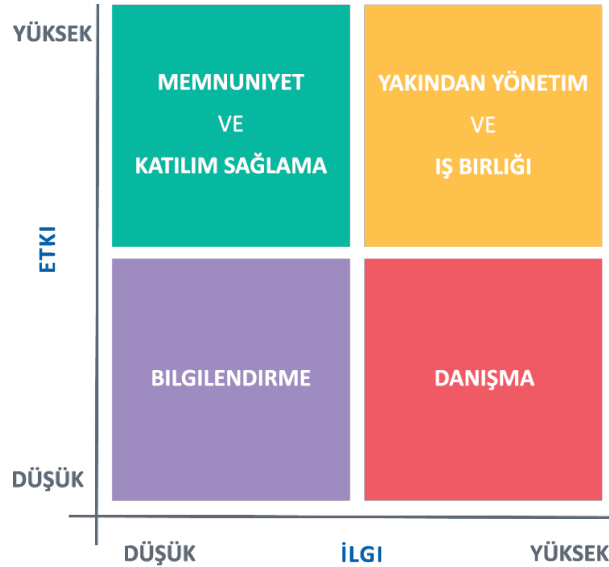 YÜKSEK
MEMNUNIYET
VE
KATILIM SAĞLAMA
YAKINDAN YÖNETIM
VE
IŞ BIRLIĞI
ETKI
BILGILENDIRME
DANIŞMA
DÜŞÜK
DÜŞÜK
İLGI
YÜKSEK